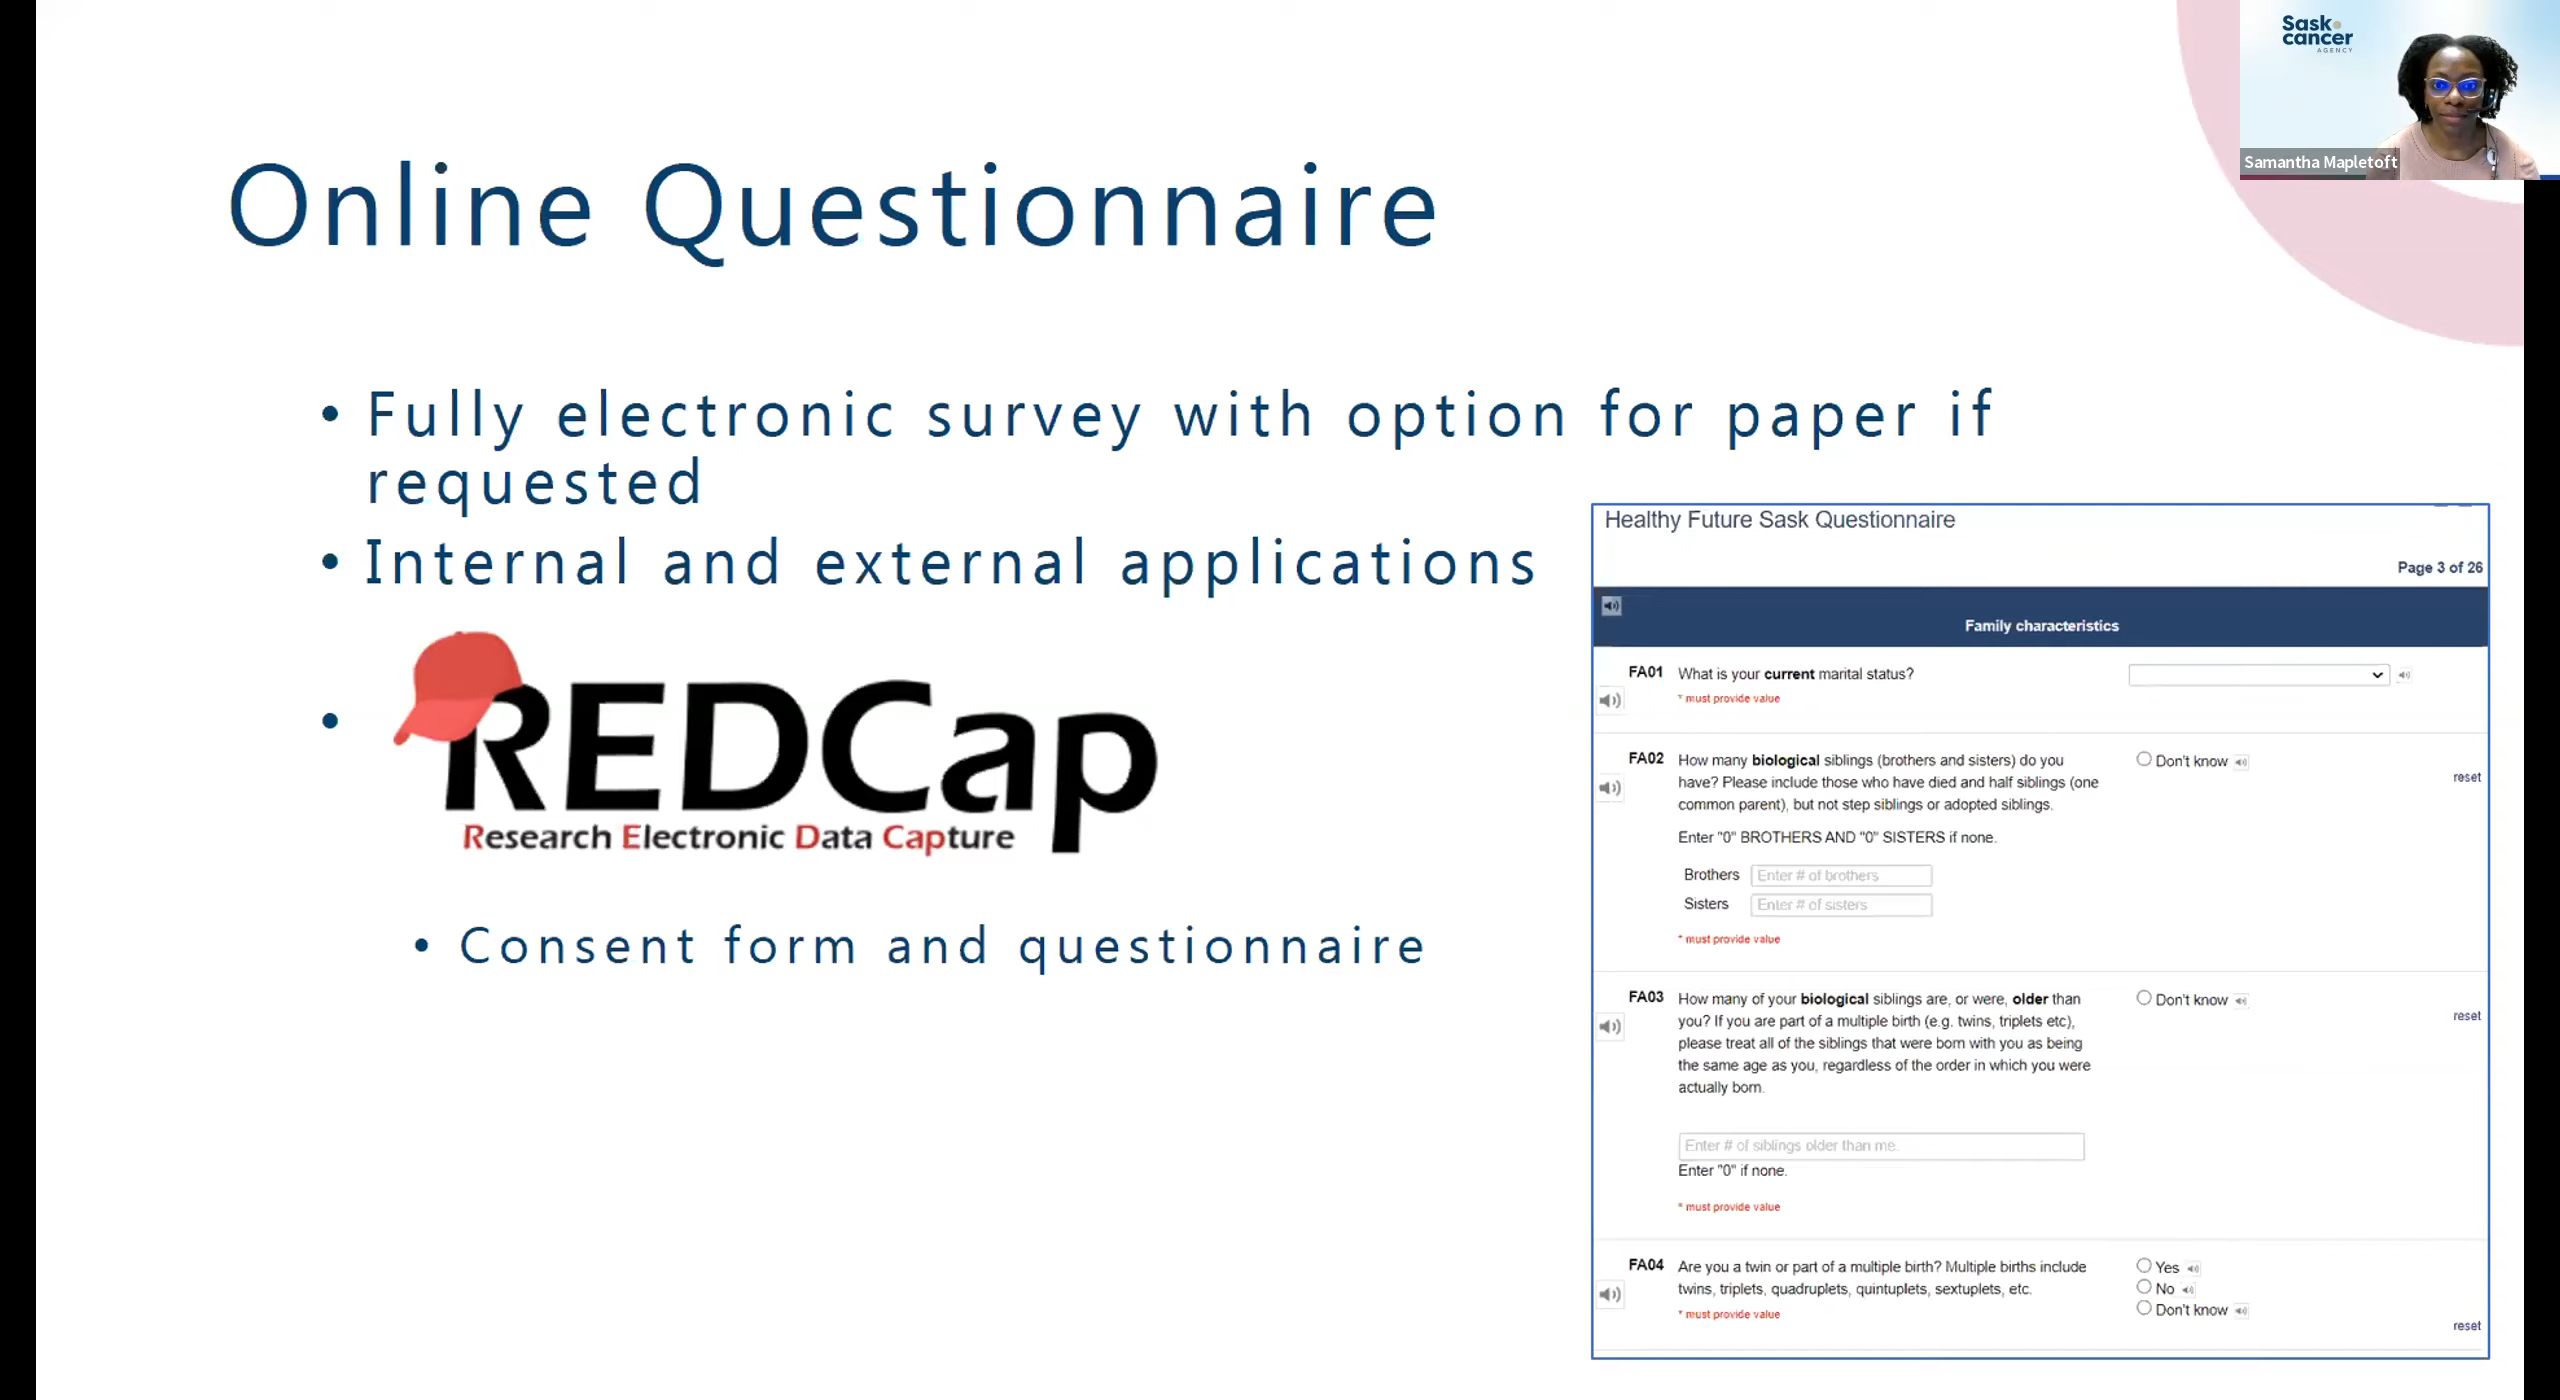 Sask
cancer
AGENCY
Samantha Mapletoft
Online Questionnaire
• Fully electronic survey with option for paper if
requested
• Internal and external applications
• REDCap
Research Electronic Data Capture
• Consent form and questionnaire
Healthy Future Sask Questionnaire
Page 3 of 26
Family characteristics
FA01 What is your current marital status?
* must provide value
FA02 How many biological siblings (brothers and sisters) do you
have? Please include those who have died and half siblings (one
common parent), but not step siblings or adopted siblings.
Enter "0" BROTHERS AND "0" SISTERS if none.
Brothers Enter # of brothers
Sisters Enter # of sisters
* must provide value
Don't know
reset
FA03 How many of your biological siblings are, or were, older than
you? If you are part of a multiple birth (e.g. twins, triplets etc),
please treat all of the siblings that were born with you as being
the same age as you, regardless of the order in which you were
actually born.
Enter # of siblings older than me.
Enter "0" if none.
* must provide value
Don't know
reset
FA04 Are you a twin or part of a multiple birth? Multiple births include
twins, triplets, quadruplets, quintuplets, sextuplets, etc.
* must provide value
Yes
No
Don't know
reset